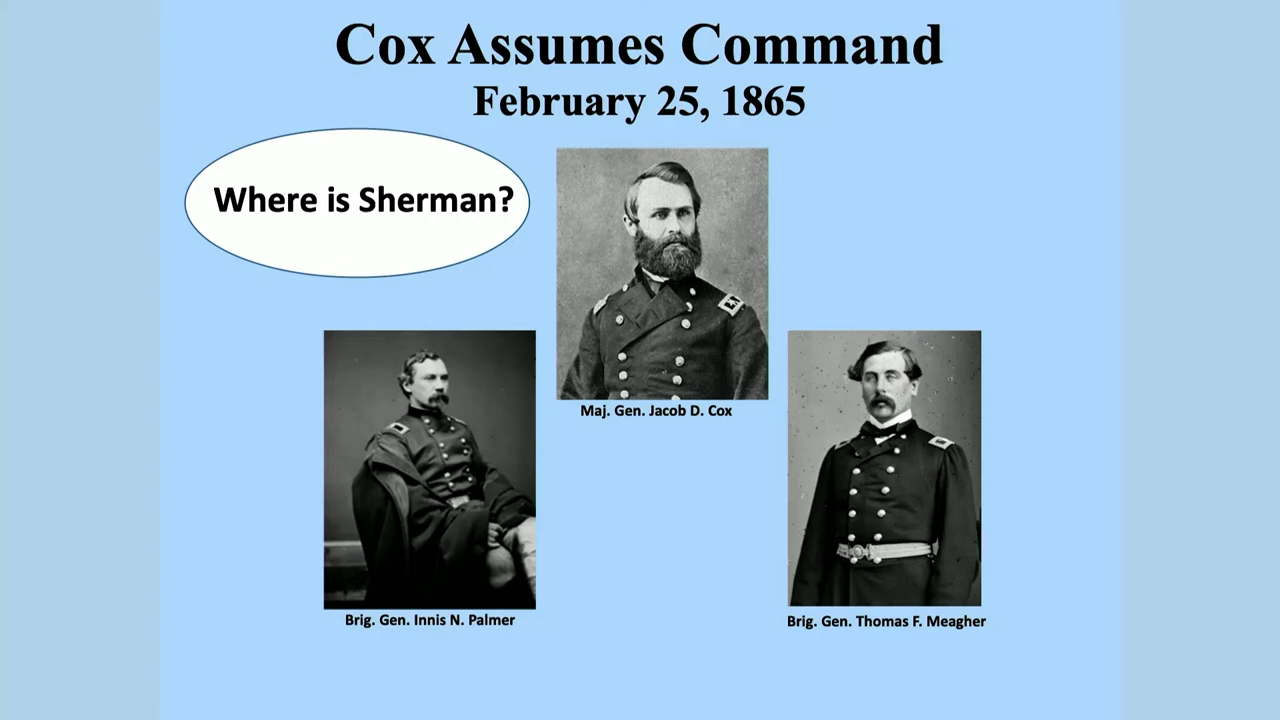 Cox Assumes Command
February 25, 1865
Where is Sherman?
Maj. Gen. Jacob D. Cox
Brig. Gen. Innis N. Palmer
Brig. Gen. Thomas F. Meagher